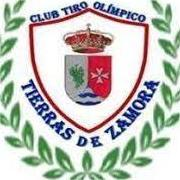 CLUB TIRO OLÍMPICO
TIERRAS DE ZAMORA